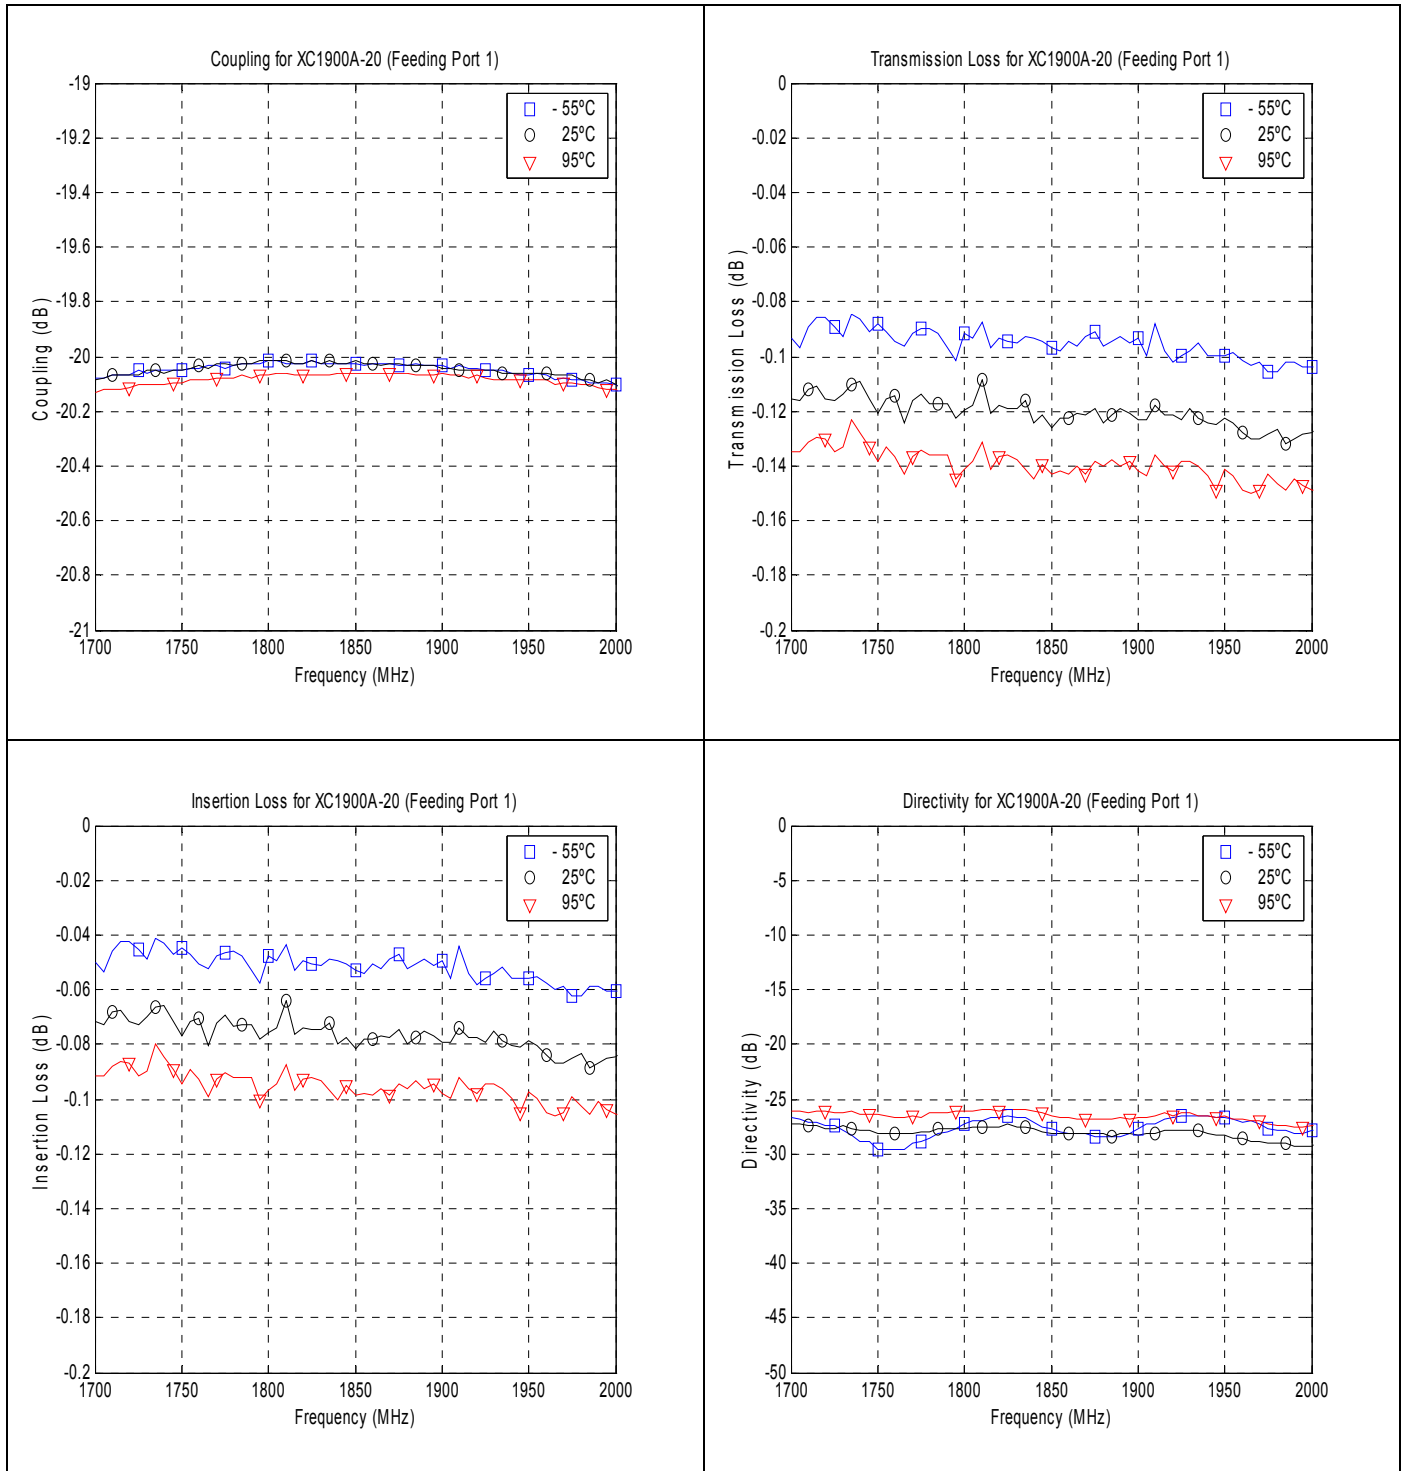 Coupling for XC1900A-20 (Feeding Port 1)
-19
-19.2
-19.4
-19.6
-19.8
-20
-20.2
-20.4
-20.6
-20.8
-21
Coupling (dB)
- 55ºC
25ºC
95ºC
1700 1750 1800 1850 1900 1950 2000
Frequency (MHz)
Transmission Loss for XC1900A-20 (Feeding Port 1)
0
-0.02
-0.04
-0.06
-0.08
-0.1
-0.12
-0.14
-0.16
-0.18
-0.2
Transmission Loss (dB)
- 55ºC
25ºC
95ºC
1700 1750 1800 1850 1900 1950 2000
Frequency (MHz)
Insertion Loss for XC1900A-20 (Feeding Port 1)
0
-0.02
-0.04
-0.06
-0.08
-0.1
-0.12
-0.14
-0.16
-0.18
-0.2
Insertion Loss (dB)
- 55ºC
25ºC
95ºC
1700 1750 1800 1850 1900 1950 2000
Frequency (MHz)
Directivity for XC1900A-20 (Feeding Port 1)
0
-5
-10
-15
-20
-25
-30
-35
-40
-45
-50
Directivity (dB)
- 55ºC
25ºC
95ºC
1700 1750 1800 1850 1900 1950 2000
Frequency (MHz)